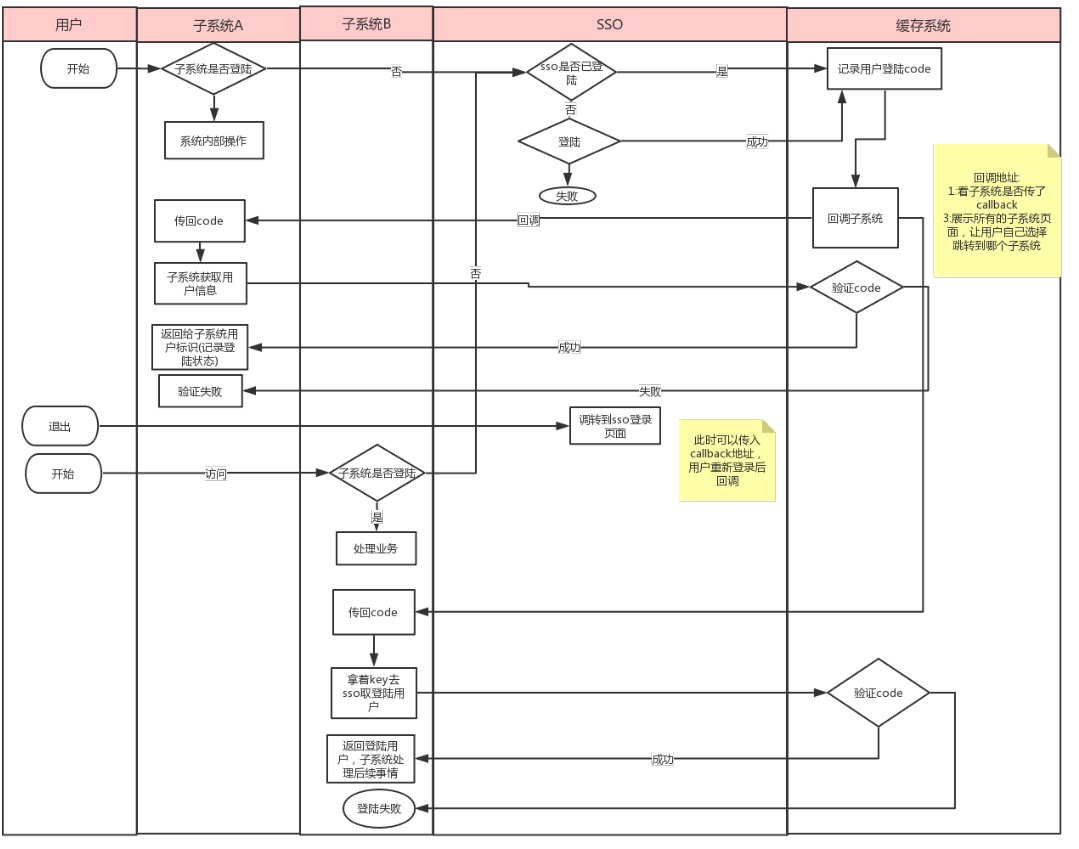 用户
子系统A
子系统B
SSO
缓存系统
开始
子系统是否登陆
否
sso是否已登
陆
是
记录用户登陆code
否
系统内部操作
登陆
成功
失败
回调地址:
1:看子系统是否传了
callback
3:展示所有的子系统页
面，让用户自己选择
跳转到哪个子系统
传回code
回调
回调子系统
否
子系统获取用
户信息
验证code
返回给子系统用
户标识(记录登
陆状态)
成功
验证失败
失败
退出
调转到sso登录
页面
此时可以传入
callback地址，
用户重新登录后
回调
开始
访问
子系统是否登陆
是
处理业务
传回code
拿着key去
sso取登陆用
户
验证code
返回登陆用
户，子系统处
理后续事情
成功
登陆失败